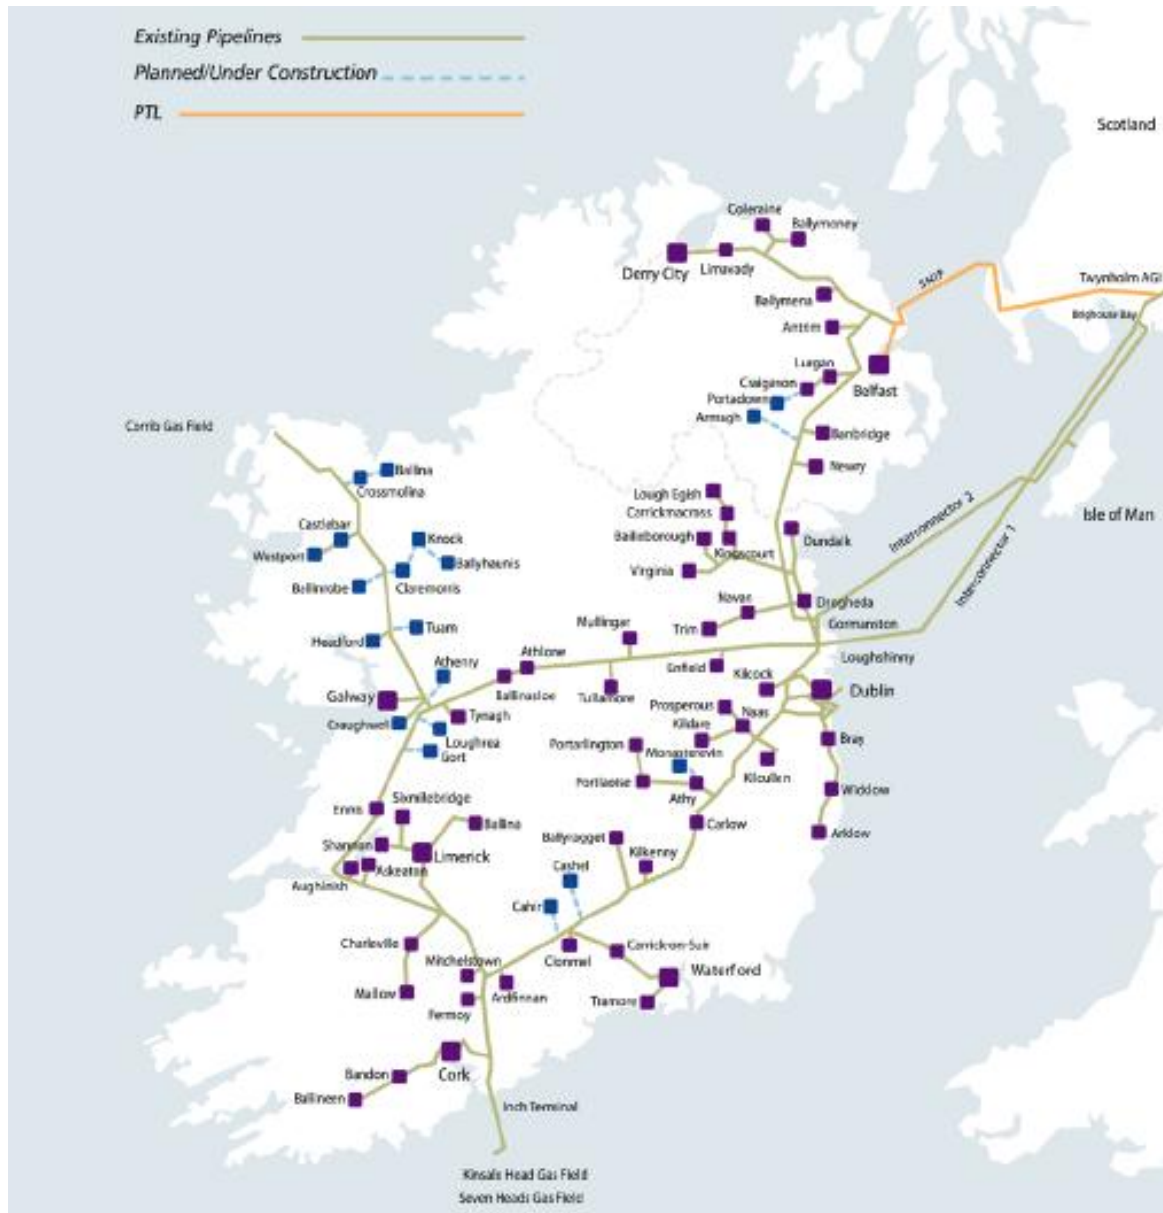 Existing Pipelines
Planned/Under Construction
PTL
Scotland
Coleraine
Ballymoney
Derry City
Limavady
SNIP
Twynholm AGI
Ballymena
Brighouse Bay
Antrim
Lurgan
Craigavon
Belfast
Portadown
Armagh
Corrib Gas Field
Banbridge
Newry
Ballina
Crossmolina
Lough Egish
Carrickmacross
Interconnector 2
Isle of Man
Castlebar
Knock
Bailieborough
Kingscourt
Dundalk
Westport
Ballyhaunis
Virginia
Interconnector 1
Ballinrobe
Claremorris
Navan
Drogheda
Mullingar
Trim
Gormanston
Headford
Tuam
Athlone
Loughshinny
Athenry
Enfield
Kilcock
Galway
Ballinasloe
Tullamore
Dublin
Prosperous
Naas
Craughwell
Tynagh
Kildare
Loughrea
Gort
Portarlington
Monasterevin
Bray
Kilcullen
Portlaoise
Athy
Wicklow
Ennis
Sixmilebridge
Ballina
Carlow
Arklow
Shannon
Limerick
Ballyragget
Kilkenny
Askeaton
Aughinish
Cashel
Cahir
Charleville
Mitchelstown
Clonmel
Carrick-on-Suir
Waterford
Mallow
Ardfinnan
Tramore
Fermoy
Cork
Bandon
Ballineen
Inch Terminal
Kinsale Head Gas Field
Seven Heads Gas Field